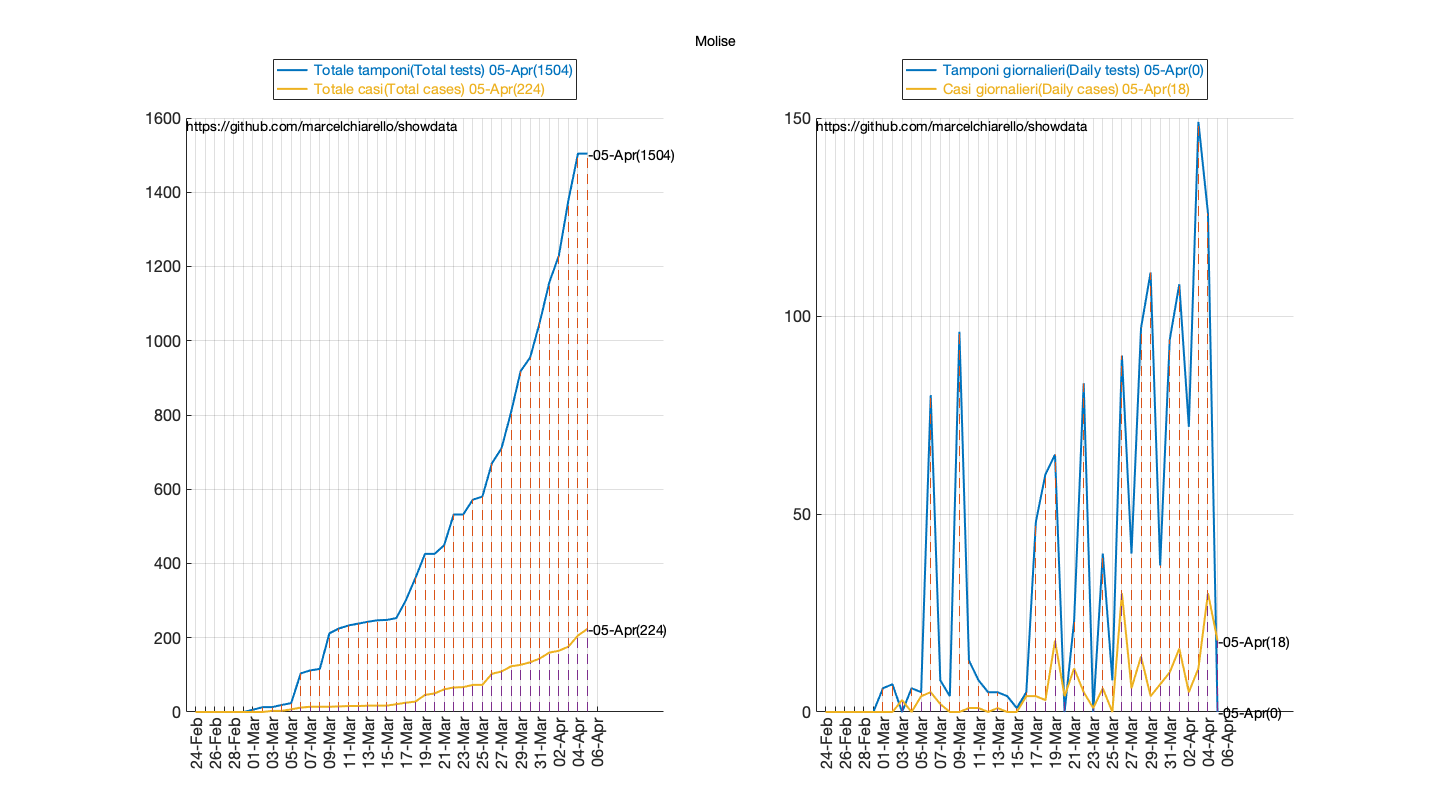 Molise
Totale tamponi(Total tests) 05-Apr(1504)
Totale casi(Total cases) 05-Apr(224)
https://github.com/marcelchiarello/showdata
1600
1400
1200
1000
800
600
400
200
0
-05-Apr(1504)
-05-Apr(224)
24-Feb
26-Feb
28-Feb
01-Mar
03-Mar
05-Mar
07-Mar
09-Mar
11-Mar
13-Mar
15-Mar
17-Mar
19-Mar
21-Mar
23-Mar
25-Mar
27-Mar
29-Mar
31-Mar
02-Apr
04-Apr
06-Apr
Tamponi giornalieri(Daily tests) 05-Apr(0)
Casi giornalieri(Daily cases) 05-Apr(18)
https://github.com/marcelchiarello/showdata
150
100
50
0
-05-Apr(18)
-05-Apr(0)
24-Feb
26-Feb
28-Feb
01-Mar
03-Mar
05-Mar
07-Mar
09-Mar
11-Mar
13-Mar
15-Mar
17-Mar
19-Mar
21-Mar
23-Mar
25-Mar
27-Mar
29-Mar
31-Mar
02-Apr
04-Apr
06-Apr